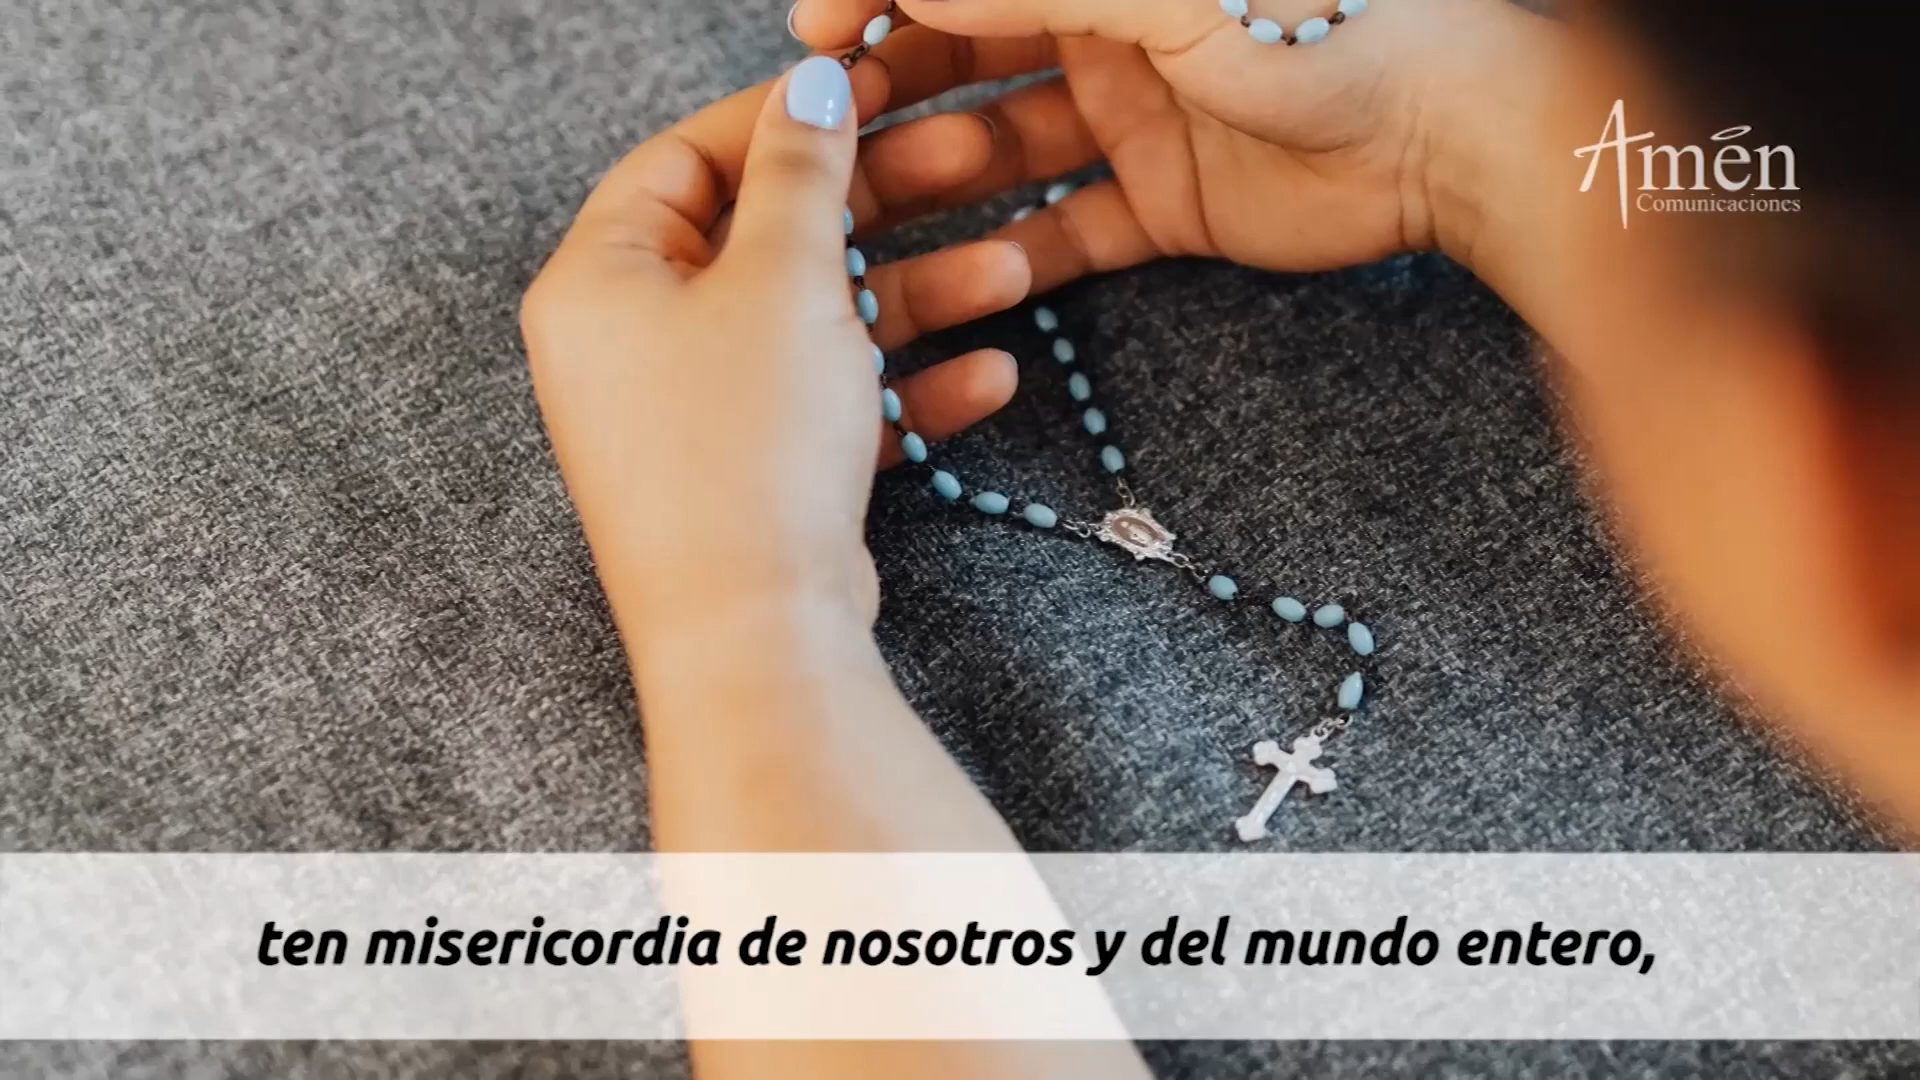 Amén
Comunicaciones
ten misericordia de nosotros y del mundo entero,